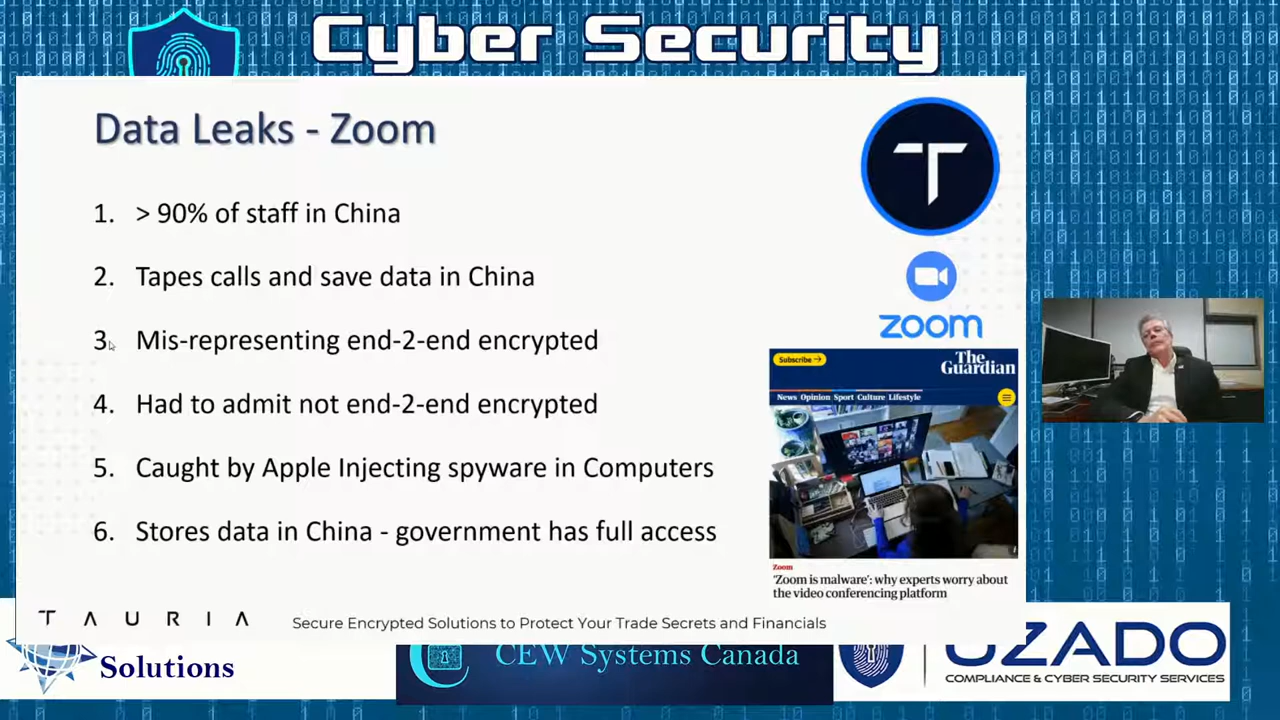 Cyber Security
Data Leaks - Zoom
1. > 90% of staff in China
2. Tapes calls and save data in China
3. Mis-representing end-2-end encrypted
4. Had to admit not end-2-end encrypted
5. Caught by Apple Injecting spyware in Computers
6. Stores data in China - government has full access
T
zoom
Subscribe →
The
Guardian
News Opinion Sport Culture Lifestyle
Zoom
'Zoom is malware': why experts worry about
the video conferencing platform
TAURIA
Secure Encrypted Solutions to Protect Your Trade Secrets and Financials
Solutions
CEW Systems Canada
UZADO
COMPLIANCE & CYBER SECURITY SERVICES